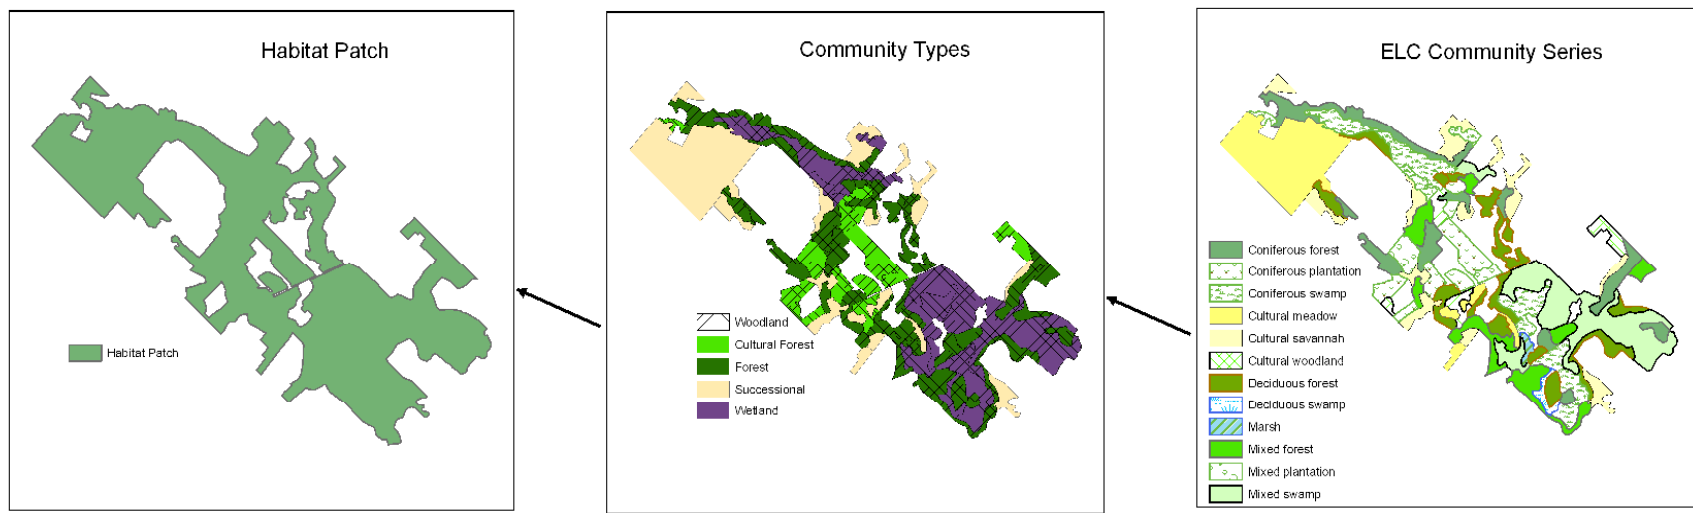 Habitat Patch
Habitat Patch
Community Types
Woodland
Cultural Forest
Forest
Successional
Wetland
ELC Community Series
Coniferous forest
Coniferous plantation
Coniferous swamp
Cultural meadow
Cultural savannah
Cultural woodland
Deciduous forest
Deciduous swamp
Marsh
Mixed forest
Mixed plantation
Mixed swamp